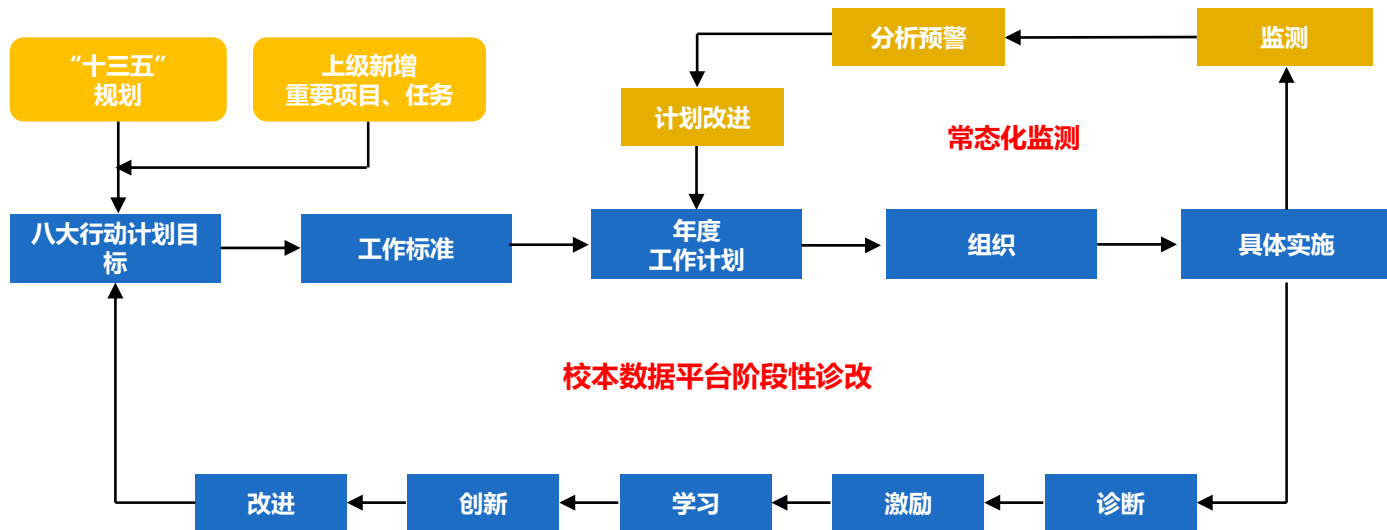 “十三五”
规划
上级新增
重要项目、任务
分析预警
监测
计划改进
常态化监测
八大行动计划目
标
工作标准
年度
工作计划
组织
具体实施
校本数据平台阶段性诊改
改进
创新
学习
激励
诊断